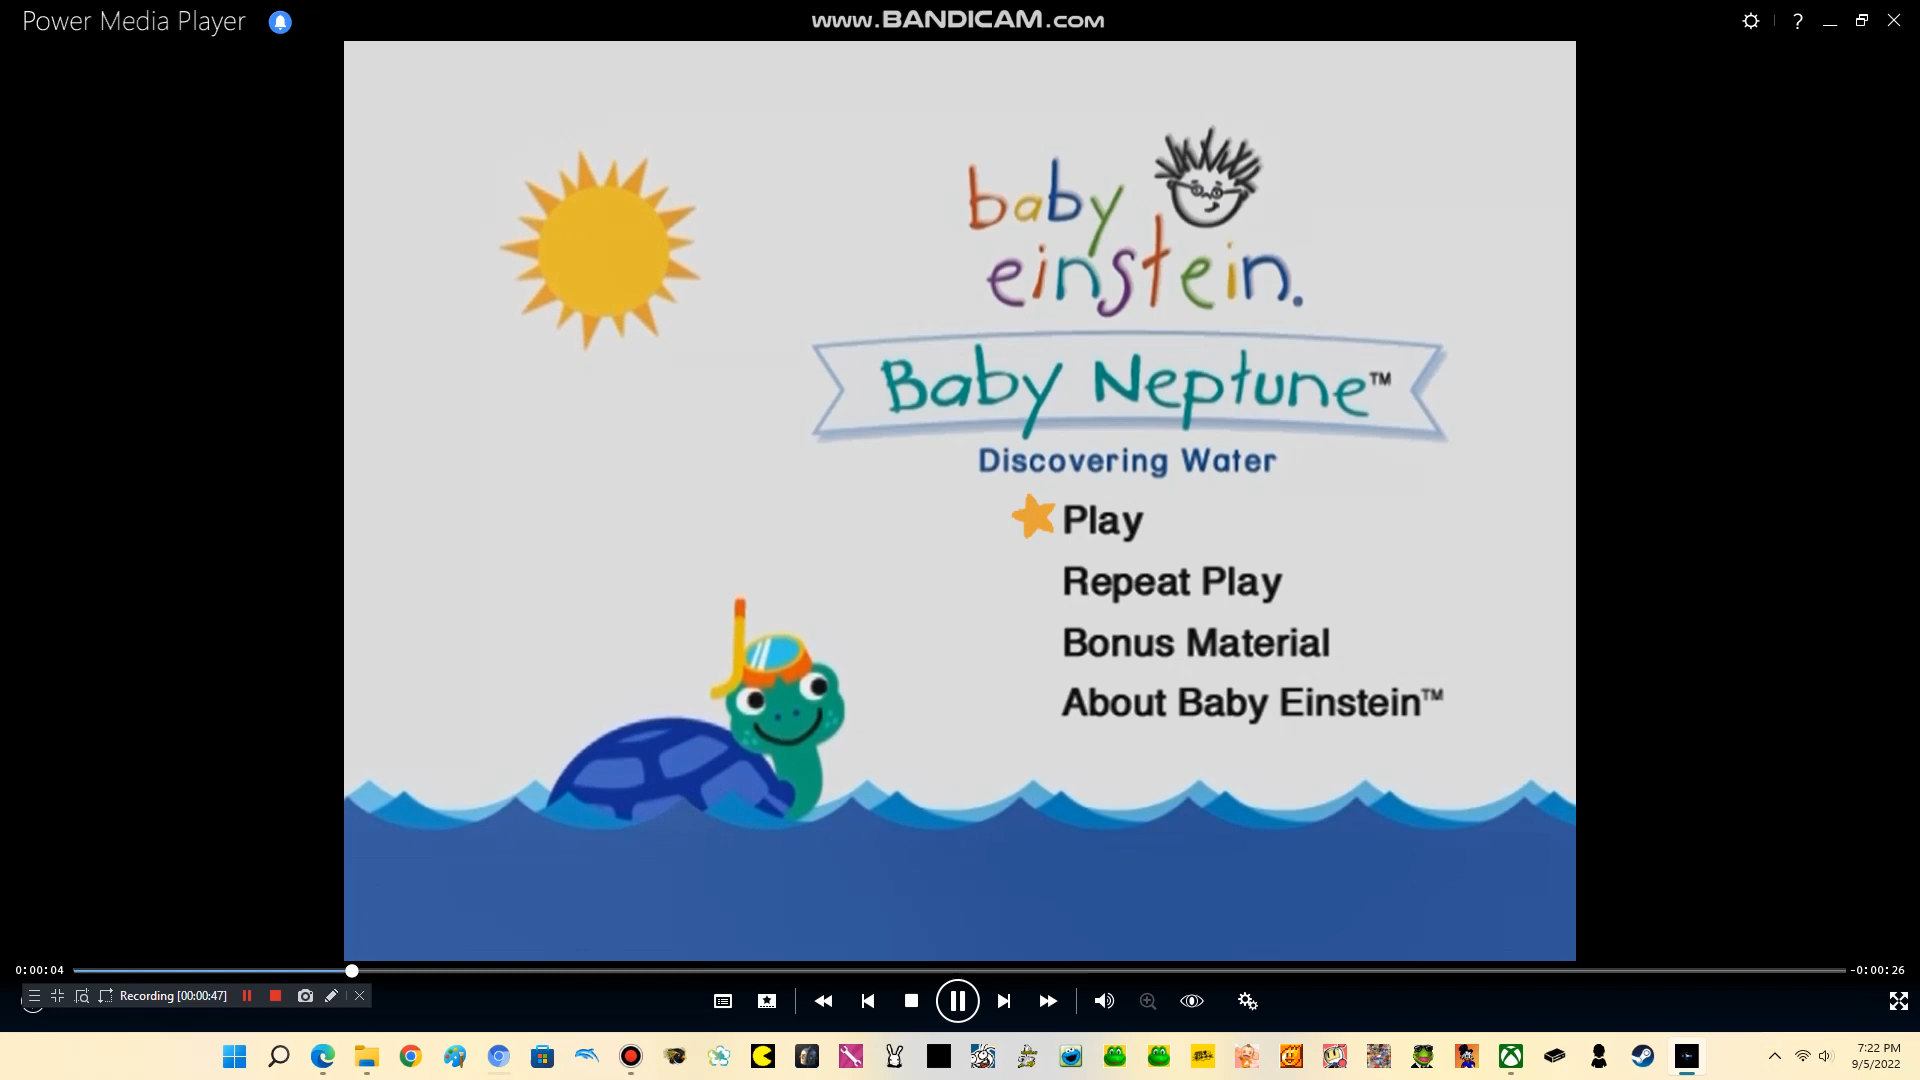 Power Media Player
www.BANDICAM.com
baby
einstein.
Baby Neptune™
Discovering Water
Play
Repeat Play
Bonus Material
About Baby Einstein™
0:00:04
-0:00:26
Recording [00:00:47]
7:22 PM
9/5/2022